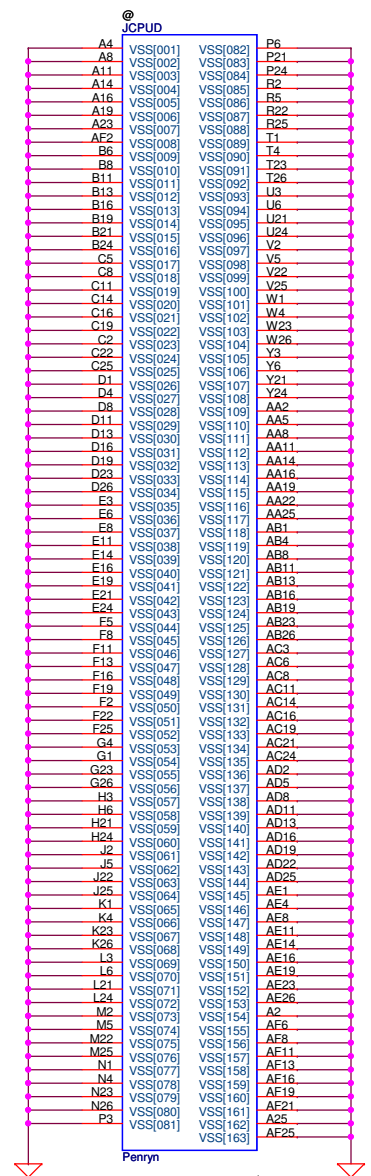 @
JCPUD
A4 VSS[001] VSS[082] P6
A8 VSS[002] VSS[083] P21
A11 VSS[003] VSS[084] P24
A14 VSS[004] VSS[085] R2
A16 VSS[005] VSS[086] R5
A19 VSS[006] VSS[087] R22
A23 VSS[007] VSS[088] R25
AF2 VSS[008] VSS[089] T1
B6 VSS[009] VSS[090] T4
B8 VSS[010] VSS[091] T23
B11 VSS[011] VSS[092] T26
B13 VSS[012] VSS[093] U3
B16 VSS[013] VSS[094] U6
B19 VSS[014] VSS[095] U21
B21 VSS[015] VSS[096] U24
B24 VSS[016] VSS[097] V2
C5 VSS[017] VSS[098] V5
C8 VSS[018] VSS[099] V22
C11 VSS[019] VSS[100] V25
C14 VSS[020] VSS[101] W1
C16 VSS[021] VSS[102] W4
C19 VSS[022] VSS[103] W23
C2 VSS[023] VSS[104] W26
C22 VSS[024] VSS[105] Y3
C25 VSS[025] VSS[106] Y6
D1 VSS[026] VSS[107] Y21
D4 VSS[027] VSS[108] Y24
D8 VSS[028] VSS[109] AA2
D11 VSS[029] VSS[110] AA5
D13 VSS[030] VSS[111] AA8
D16 VSS[031] VSS[112] AA11
D19 VSS[032] VSS[113] AA14
D23 VSS[033] VSS[114] AA16
D26 VSS[034] VSS[115] AA19
E3 VSS[035] VSS[116] AA22
E6 VSS[036] VSS[117] AA25
E8 VSS[037] VSS[118] AB1
E11 VSS[038] VSS[119] AB4
E14 VSS[039] VSS[120] AB8
E16 VSS[040] VSS[121] AB11
E19 VSS[041] VSS[122] AB13
E21 VSS[042] VSS[123] AB16
E24 VSS[043] VSS[124] AB19
F5 VSS[044] VSS[125] AB23
F8 VSS[045] VSS[126] AB26
F11 VSS[046] VSS[127] AC3
F13 VSS[047] VSS[128] AC6
F16 VSS[048] VSS[129] AC8
F19 VSS[049] VSS[130] AC11
F2 VSS[050] VSS[131] AC14
F22 VSS[051] VSS[132] AC16
F25 VSS[052] VSS[133] AC19
G4 VSS[053] VSS[134] AC21
G1 VSS[054] VSS[135] AC24
G23 VSS[055] VSS[136] AD2
G26 VSS[056] VSS[137] AD5
H3 VSS[057] VSS[138] AD8
H6 VSS[058] VSS[139] AD11
H21 VSS[059] VSS[140] AD13
H24 VSS[060] VSS[141] AD16
J2 VSS[061] VSS[142] AD19
J5 VSS[062] VSS[143] AD22
J22 VSS[063] VSS[144] AD25
J25 VSS[064] VSS[145] AE1
K1 VSS[065] VSS[146] AE4
K4 VSS[066] VSS[147] AE8
K23 VSS[067] VSS[148] AE11
K26 VSS[068] VSS[149] AE14
L3 VSS[069] VSS[150] AE16
L6 VSS[070] VSS[151] AE19
L21 VSS[071] VSS[152] AE23
L24 VSS[072] VSS[153] AE26
M2 VSS[073] VSS[154] A2
M5 VSS[074] VSS[155] AF6
M22 VSS[075] VSS[156] AF8
M25 VSS[076] VSS[157] AF11
N1 VSS[077] VSS[158] AF13
N4 VSS[078] VSS[159] AF16
N23 VSS[079] VSS[160] AF19
N26 VSS[080] VSS[161] AF21
P3 VSS[081] VSS[162] A25
VSS[163] AF25
Penryn